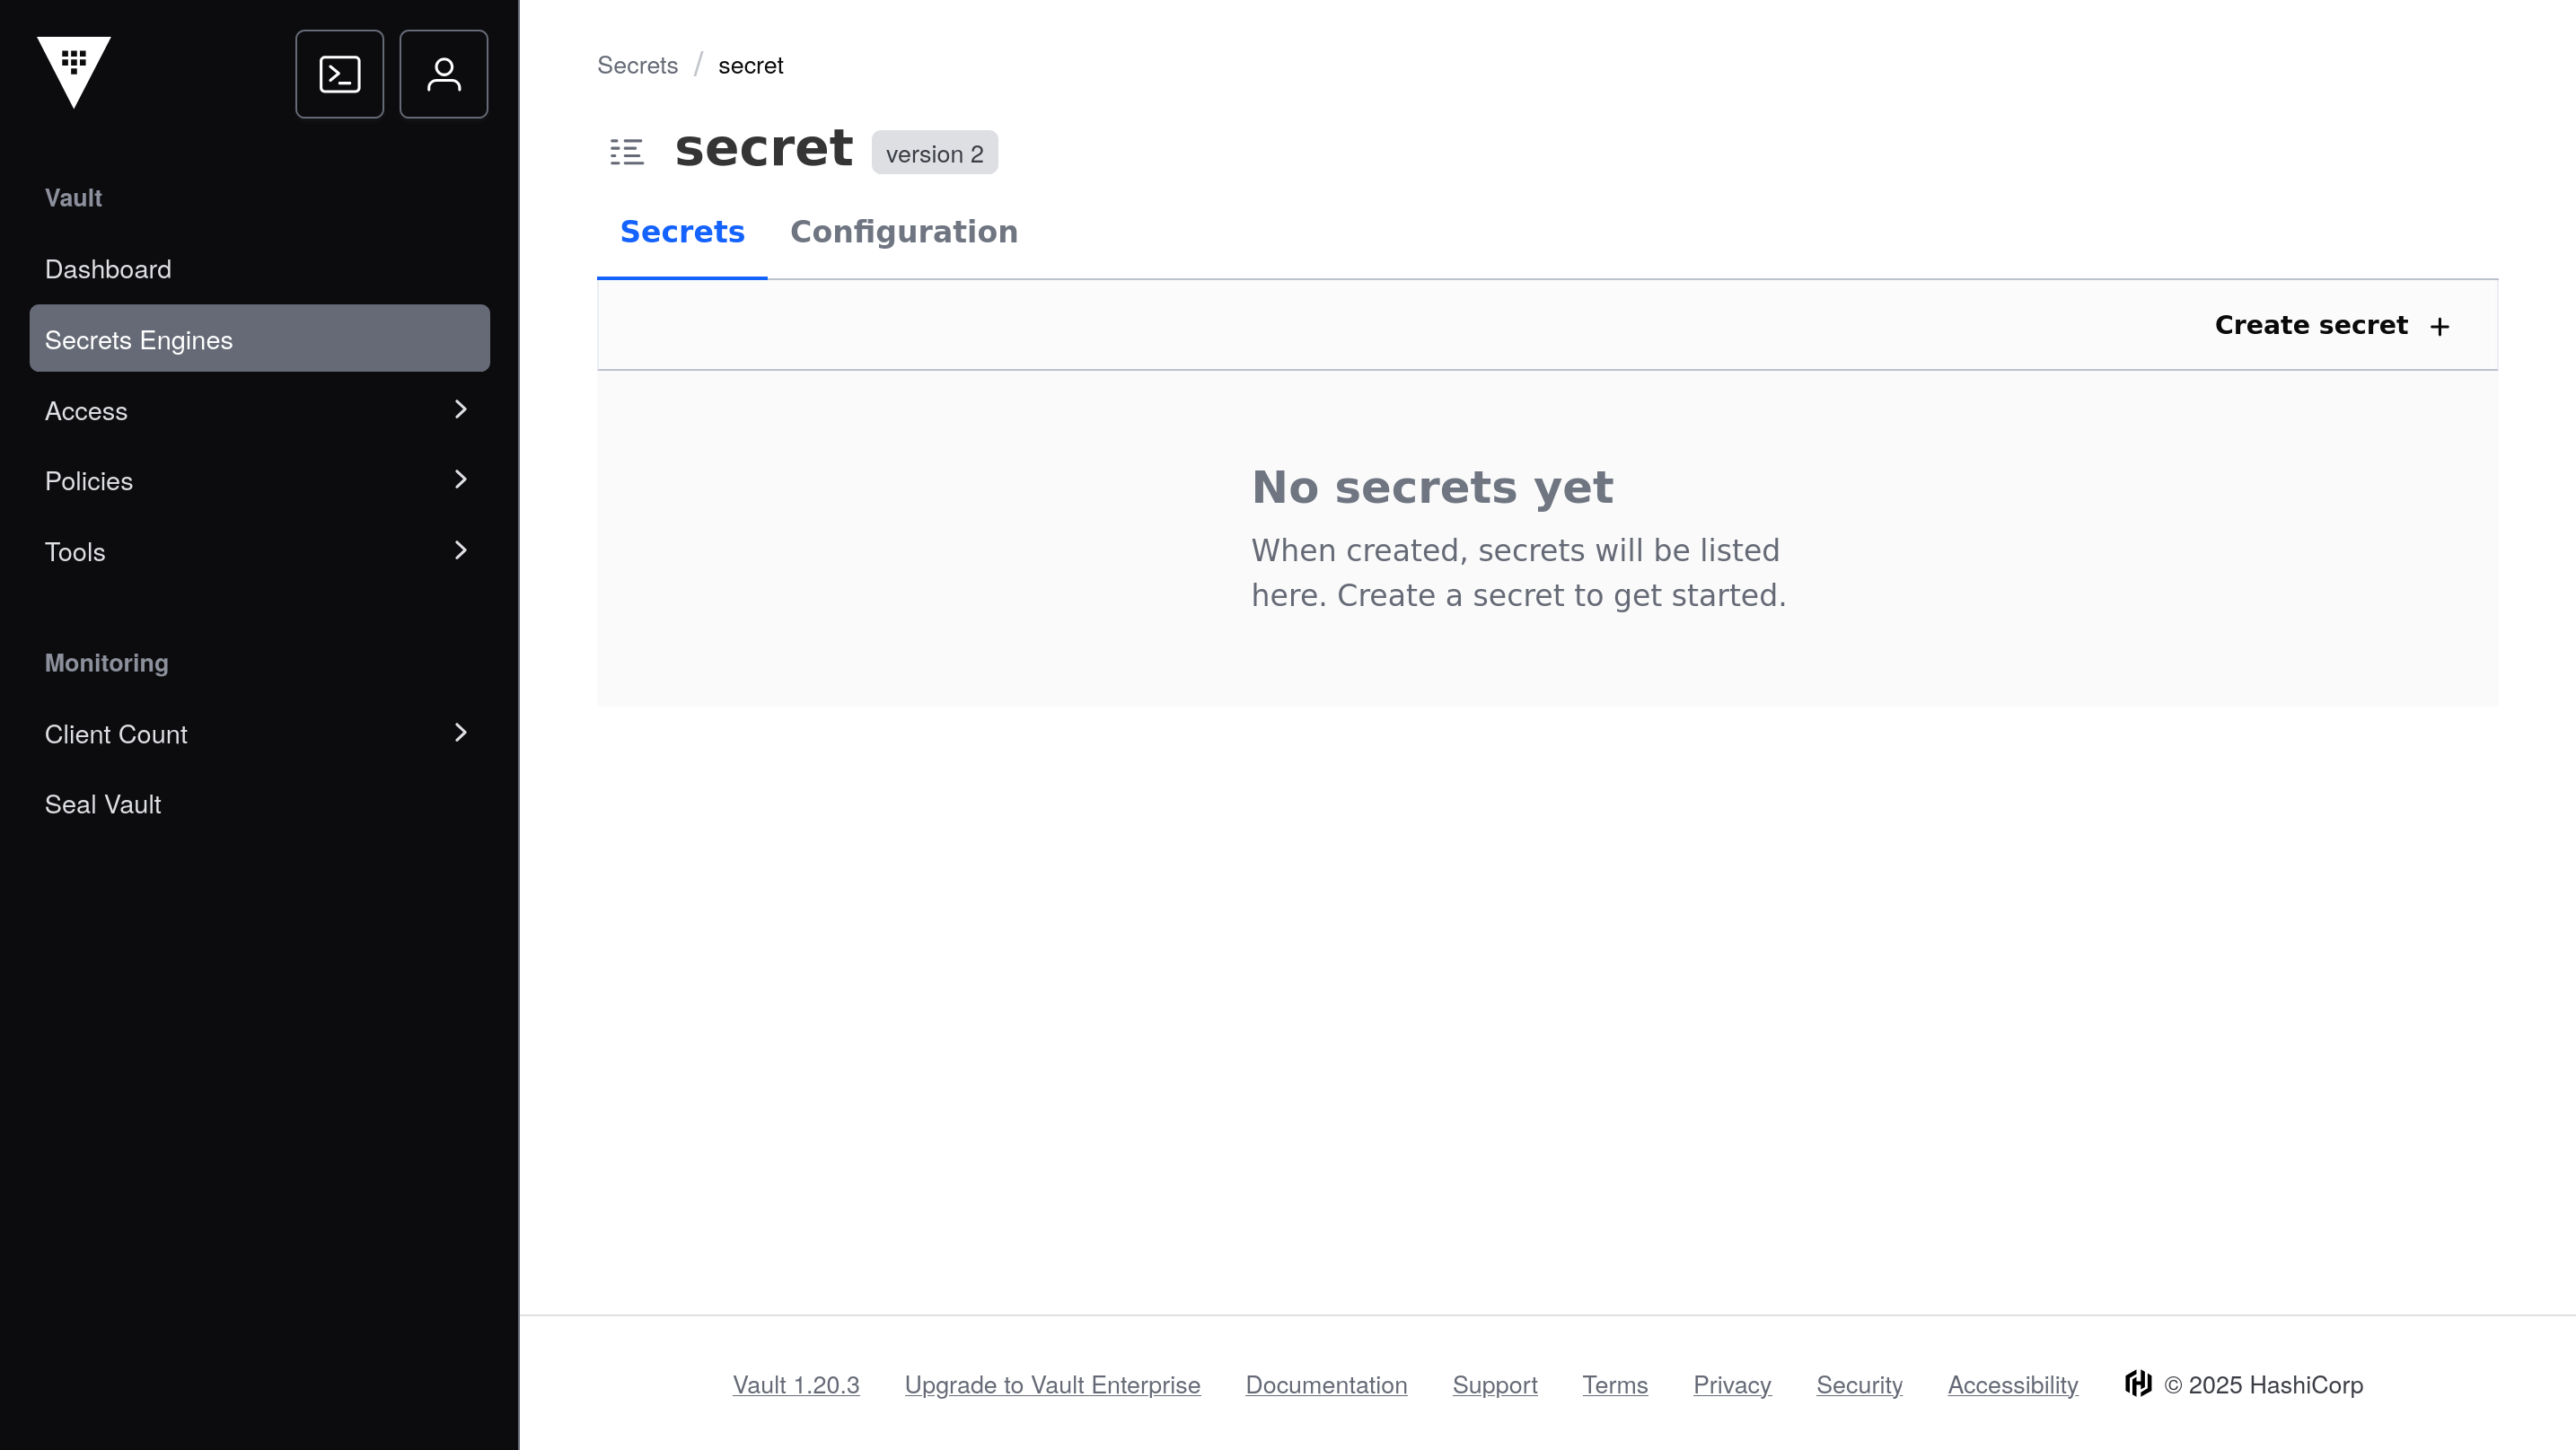 Vault
Dashboard
Secrets Engines
Access
Policies
Tools
Monitoring
Client Count
Seal Vault
Secrets / secret
secret version 2
Secrets Configuration
Create secret +
No secrets yet
When created, secrets will be listed
here. Create a secret to get started.
Vault 1.20.3 Upgrade to Vault Enterprise Documentation Support Terms Privacy Security Accessibility © 2025 HashiCorp